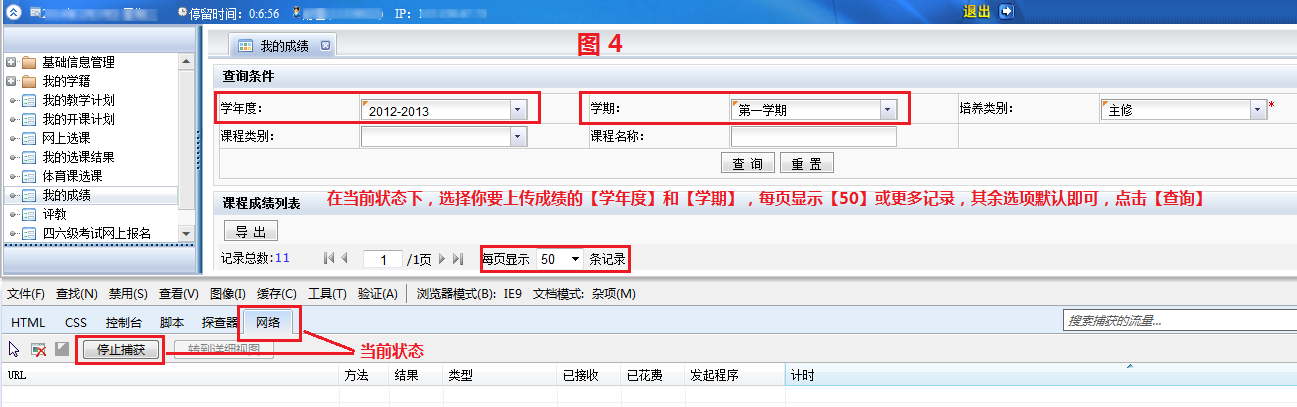 停留时间：0:6:56 IP：
退出
我的成绩
图 4
基础信息管理
我的学籍
我的教学计划
我的开课计划
网上选课
我的选课结果
体育课选课
我的成绩
评教
四六级考试网上报名
查询条件
学年度： 2012-2013 学期： 第一学期 培养类别： 主修 *
课程类别： 课程名称：
查 询 重 置
在当前状态下，选择你要上传成绩的【学年度】和【学期】，每页显示【50】或更多记录，其余选项默认即可，点击【查询】
课程成绩列表
导 出
记录总数:11 1 /1页 每页显示 50 条记录
文件(F) 查找(N) 禁用(S) 查看(V) 图像(I) 缓存(C) 工具(T) 验证(A) 浏览器模式(B): IE9 文档模式: 杂项(M)
HTML CSS 控制台 脚本 探查器 网络 搜索捕获的流量...
停止捕获 转到详细视图 当前状态
URL 方法 结果 类型 已接收 已花费 发起程序 计时